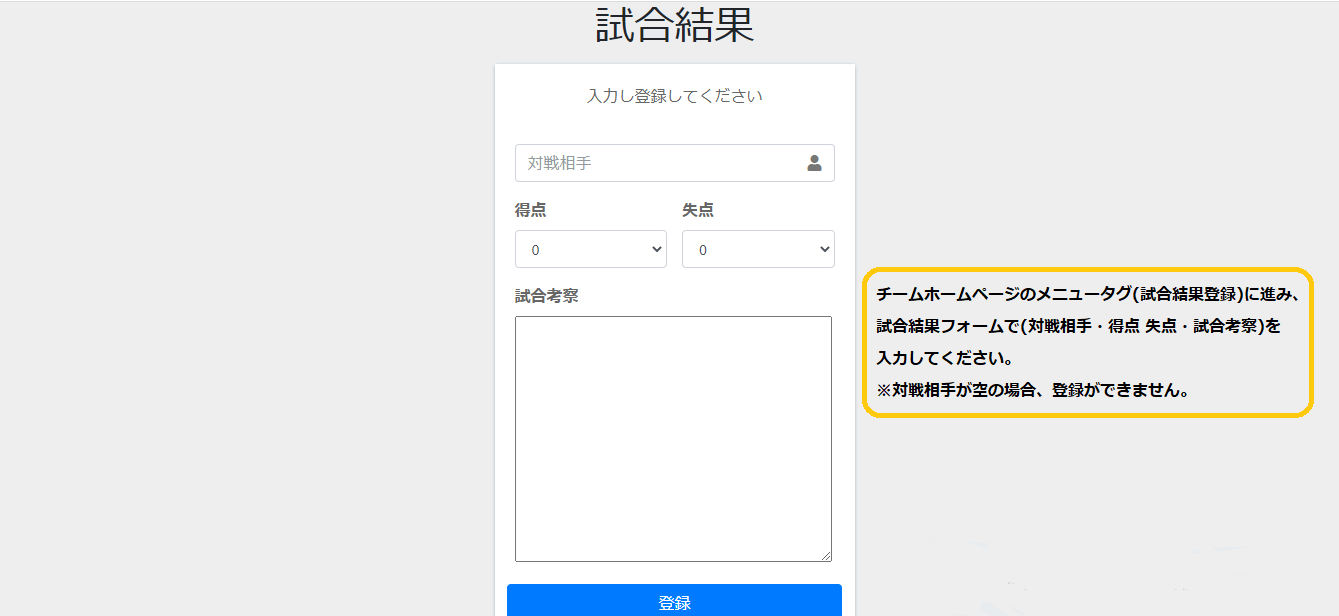 試合結果
入力し登録してください
対戦相手
得点 失点
0 0
試合考察
チームホームページのメニュータグ(試合結果登録)に進み、
試合結果フォームで(対戦相手・得点 失点・試合考察)を
入力してください。
※対戦相手が空の場合、登録ができません。
登録